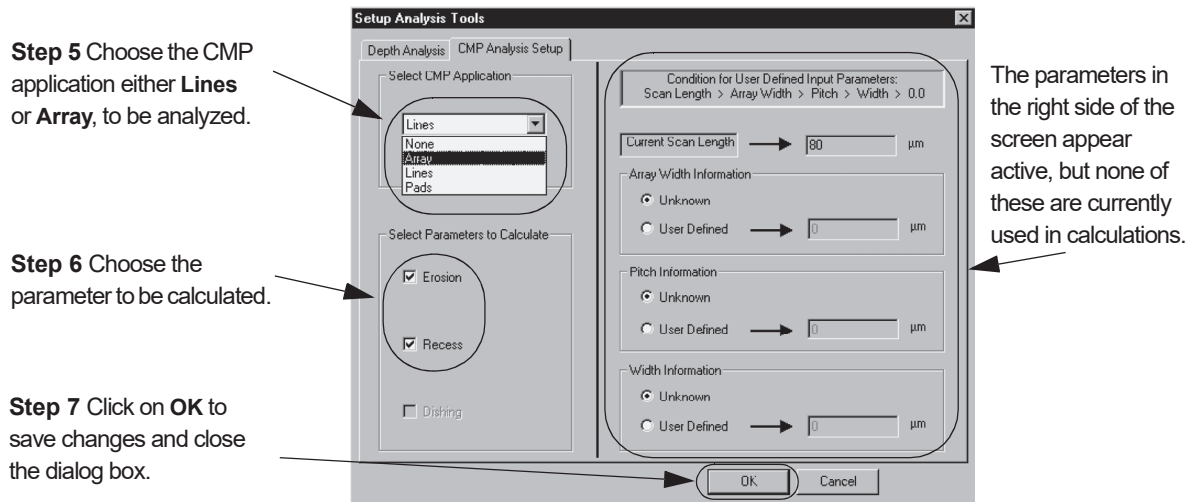 Step 5 Choose the CMP
application either Lines
or Array, to be analyzed.
Step 6 Choose the
parameter to be calculated.
Step 7 Click on OK to
save changes and close
the dialog box.
Setup Analysis Tools
Depth Analysis
CMP Analysis Setup
Select CMP Application
Lines
None
Array
Lines
Pads
Select Parameters to Calculate
Erosion
Recess
Dishing
Condition for User Defined Input Parameters:
Scan Length > Array Width > Pitch > Width > 0.0
Current Scan Length 80 µm
Array Width Information
Unknown
User Defined 0 µm
Pitch Information
Unknown
User Defined 0 µm
Width Information
Unknown
User Defined 0 µm
OK
Cancel
The parameters in
the right side of the
screen appear
active, but none of
these are currently
used in calculations.